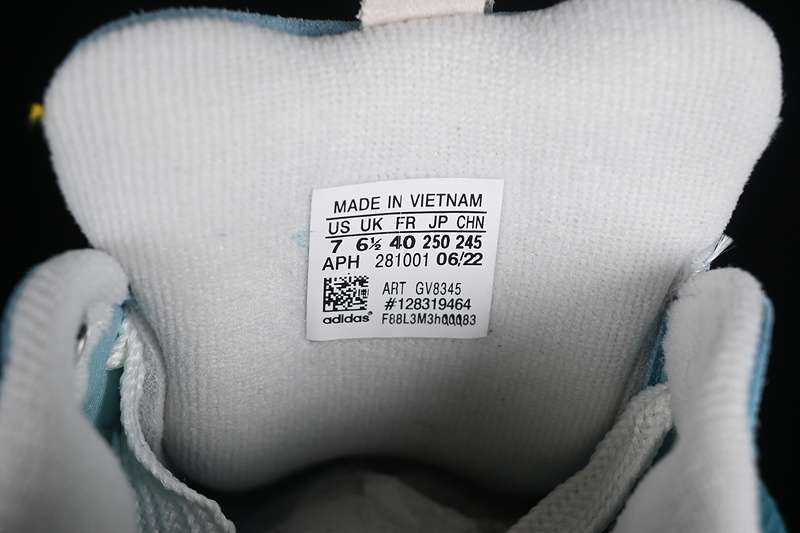 MADE IN VIETNAM
US UK FR JP CHN
7 6½ 40 250 245
APH 281001 06/22
ART GV8345
#128319464
adidas® F88L3M3h00083